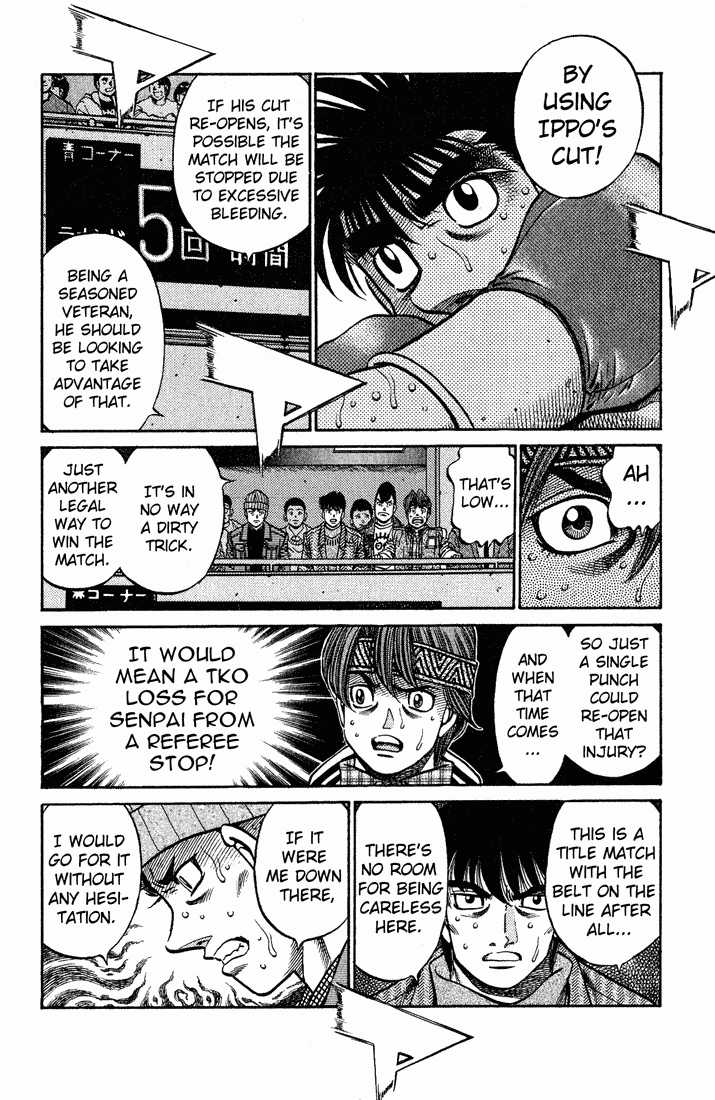 BY
USING
IPPO'S
CUT!
IF HIS CUT
RE-OPENS, IT'S
POSSIBLE THE
MATCH WILL BE
STOPPED DUE
TO EXCESSIVE
BLEEDING.
青コーナー
5回
時間
BEING A
SEASONED
VETERAN,
HE SHOULD
BE LOOKING
TO TAKE
ADVANTAGE
OF THAT.
AH
...
THAT'S
LOW...
IT'S IN
NO WAY
A DIRTY
TRICK.
JUST
ANOTHER
LEGAL
WAY TO
WIN THE
MATCH.
青コーナー
SO JUST
A SINGLE
PUNCH
COULD
RE-OPEN
THAT
INJURY?
AND
WHEN
THAT
TIME
COMES
...
IT WOULD
MEAN A TKO
LOSS FOR
SENPAI FROM
A REFEREE
STOP!
THIS IS A
TITLE MATCH
WITH THE
BELT ON THE
LINE AFTER
ALL...
THERE'S
NO ROOM
FOR BEING
CARELESS
HERE.
IF IT
WERE
ME DOWN
THERE,
I WOULD
GO FOR IT
WITHOUT
ANY HESI-
TATION.